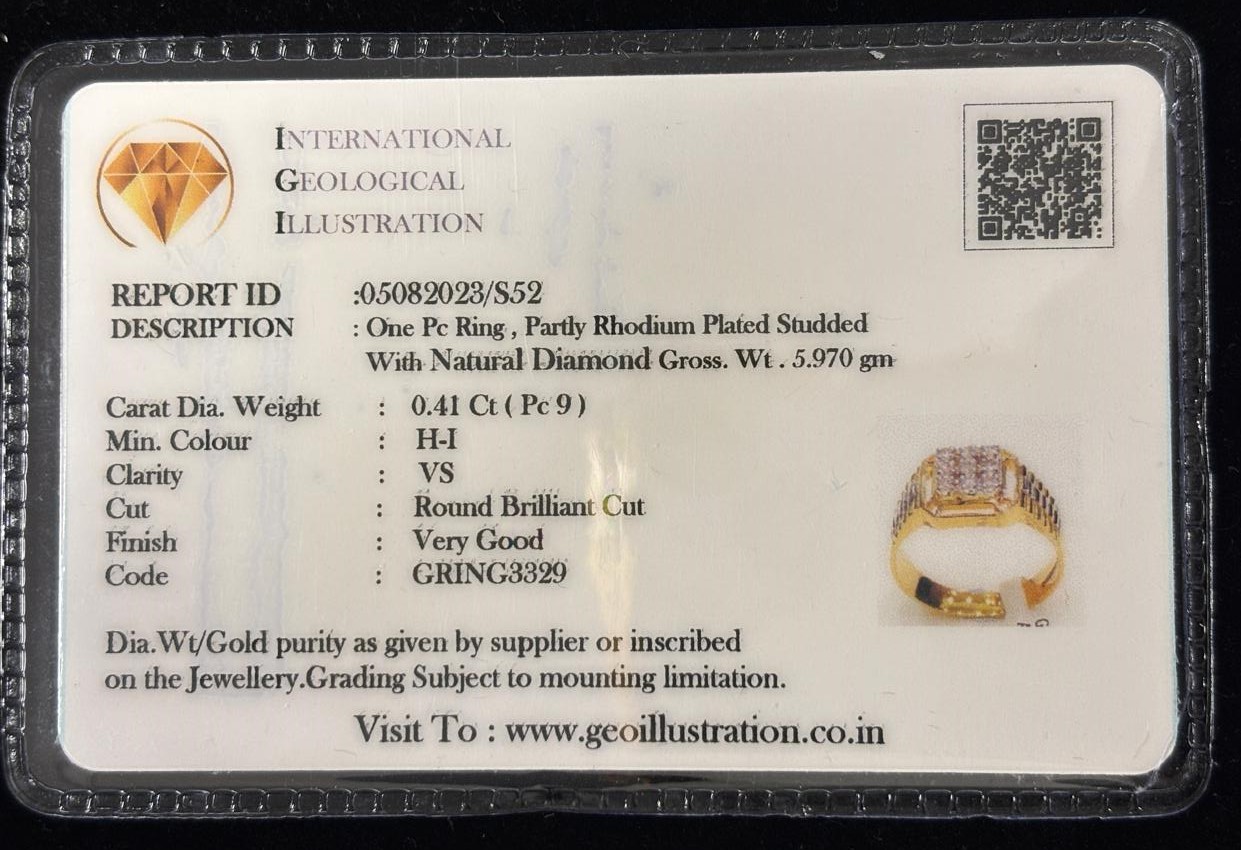 INTERNATIONAL
GEOLOGICAL
ILLUSTRATION
REPORT ID :05082023/S52
DESCRIPTION : One Pc Ring , Partly Rhodium Plated Studded
With Natural Diamond Gross. Wt . 5.970 gm
Carat Dia. Weight : 0.41 Ct ( Pc 9 )
Min. Colour : H-I
Clarity : VS
Cut : Round Brilliant Cut
Finish : Very Good
Code : GRING3329
Dia.Wt/Gold purity as given by supplier or inscribed
on the Jewellery.Grading Subject to mounting limitation.
Visit To : www.geoillustration.co.in